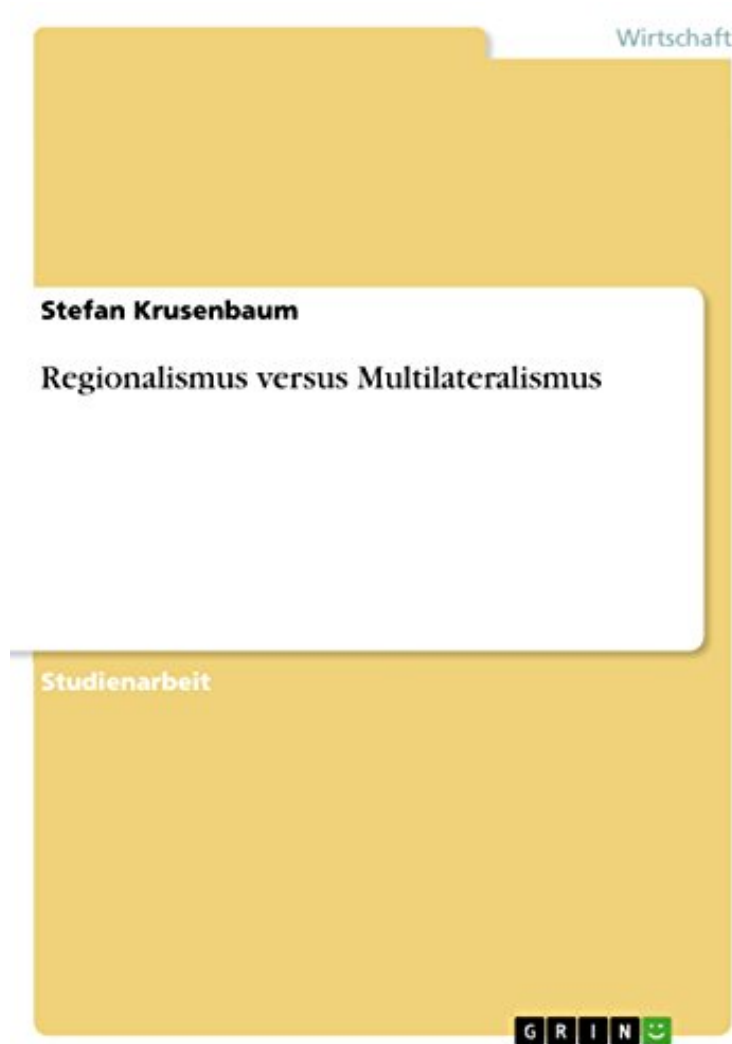 Wirtschaft
Stefan Krusenbaum
Regionalismus versus Multilateralismus
Studienarbeit
GRIN